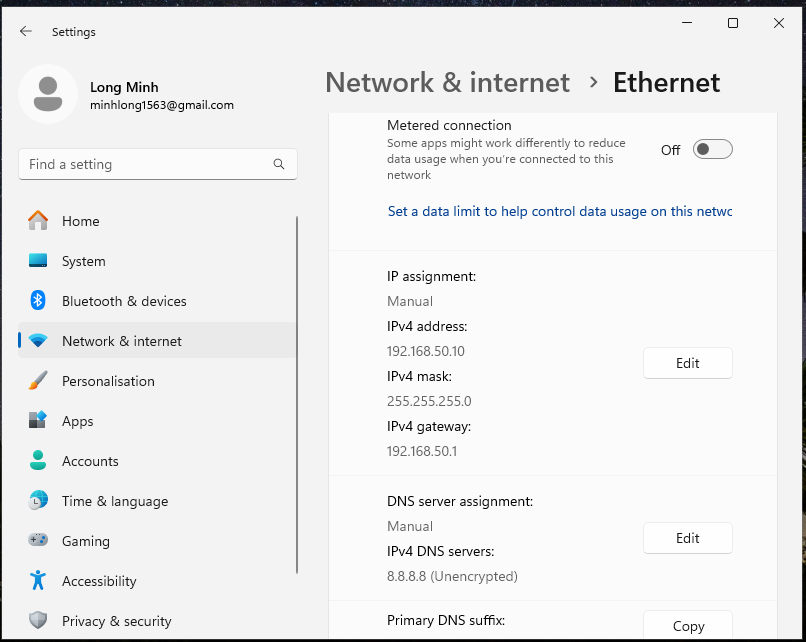 Settings
Long Minh
minhlong1563@gmail.com
Find a setting
Home
System
Bluetooth & devices
Network & internet
Personalisation
Apps
Accounts
Time & language
Gaming
Accessibility
Privacy & security
Network & internet > Ethernet
Metered connection
Some apps might work differently to reduce
data usage when you're connected to this
network
Off
Set a data limit to help control data usage on this netwo
IP assignment:
Manual
IPv4 address:
192.168.50.10
IPv4 mask:
255.255.255.0
IPv4 gateway:
192.168.50.1
Edit
DNS server assignment:
Manual
IPv4 DNS servers:
8.8.8.8 (Unencrypted)
Edit
Primary DNS suffix:
Copy